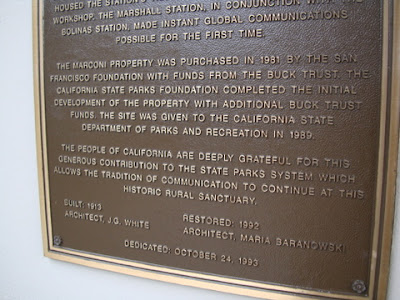 HOUSED THE STATION'S
WORKSHOP. THE MARSHALL STATION, IN CONJUNCTION WITH THE
BOLINAS STATION, MADE INSTANT GLOBAL COMMUNICATIONS
POSSIBLE FOR THE FIRST TIME.
THE MARCONI PROPERTY WAS PURCHASED IN 1981 BY THE SAN
FRANCISCO FOUNDATION WITH FUNDS FROM THE BUCK TRUST. THE
CALIFORNIA STATE PARKS FOUNDATION COMPLETED THE INITIAL
DEVELOPMENT OF THE PROPERTY WITH ADDITIONAL BUCK TRUST
FUNDS. THE SITE WAS GIVEN TO THE CALIFORNIA STATE
DEPARTMENT OF PARKS AND RECREATION IN 1989.
THE PEOPLE OF CALIFORNIA ARE DEEPLY GRATEFUL FOR THIS
GENEROUS CONTRIBUTION TO THE STATE PARKS SYSTEM WHICH
ALLOWS THE TRADITION OF COMMUNICATION TO CONTINUE AT THIS
HISTORIC RURAL SANCTUARY.
BUILT, 1913
ARCHITECT, J.G. WHITE
RESTORED: 1992
ARCHITECT, MARIA BARANOWSKI
DEDICATED: OCTOBER 24, 1993